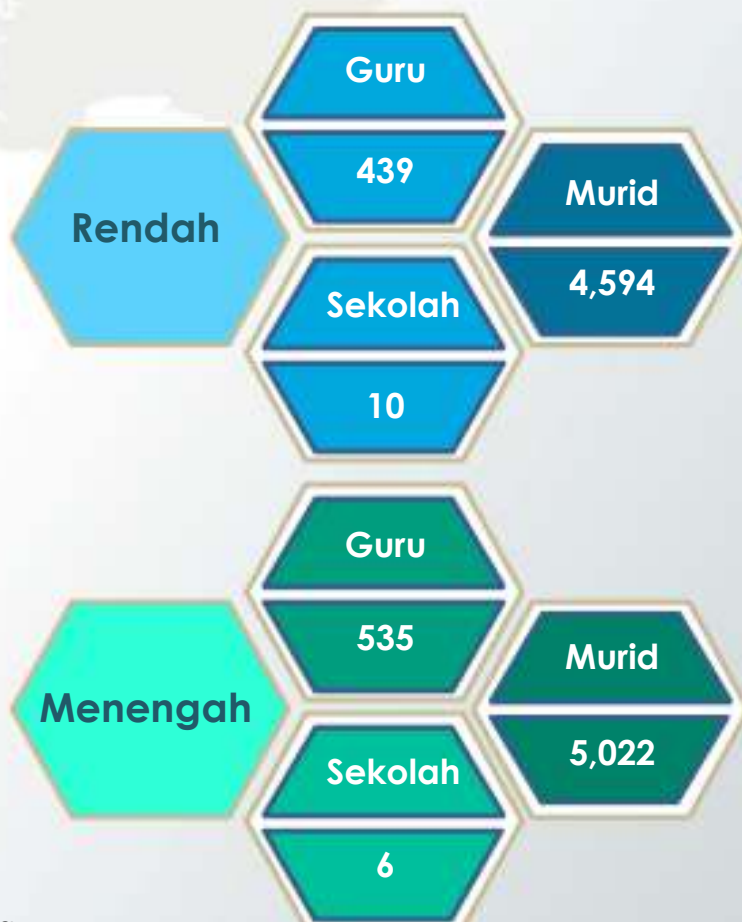 Rendah
Guru
439
Sekolah
10
Murid
4,594
Menengah
Guru
535
Sekolah
6
Murid
5,022